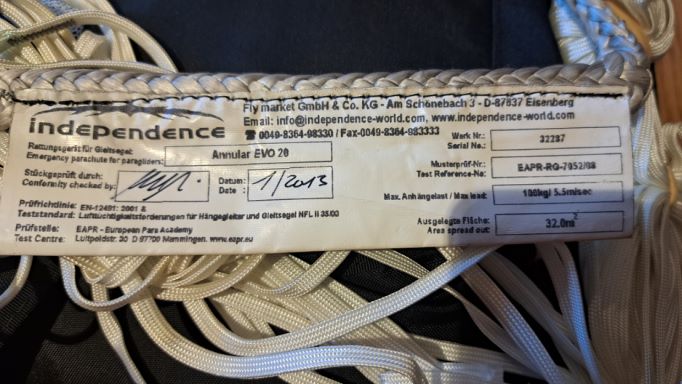 independence
Fly market GmbH & Co. KG - Am Schönebach 3 - D-87637 Eisenberg
Email: info@independence-world.com, www.independence-world.com
☎ 0049-8364-98330 / Fax-0049-8364-983333
Rettungsgerät für Gleitsegel:
Emergency parachute for paragliders:
Annular EVO 20
Werk Nr.:
Serial No.:
32287
Stückgeprüft durch:
Conformity checked by:
Datum:
Date :
1/2013
Musterprüf-Nr.:
Test Reference-No:
EAPR-RG-7952/08
Max. Anhängelast / Max load:
100kg/ 5.5m/sec
Prüfrichtlinie: EN-12491: 2001 &
Teststandard: Lufttüchtigkeitsforderungen für Hängegleiter und Gleitsegel NFL II 35/03
Prüfstelle: EAPR - European Para Academy
Test Centre: Luitpoldstr. 20 D 97700 www.eapr.eu
Ausgelegte Fläche:
Area spread out:
32.0m²